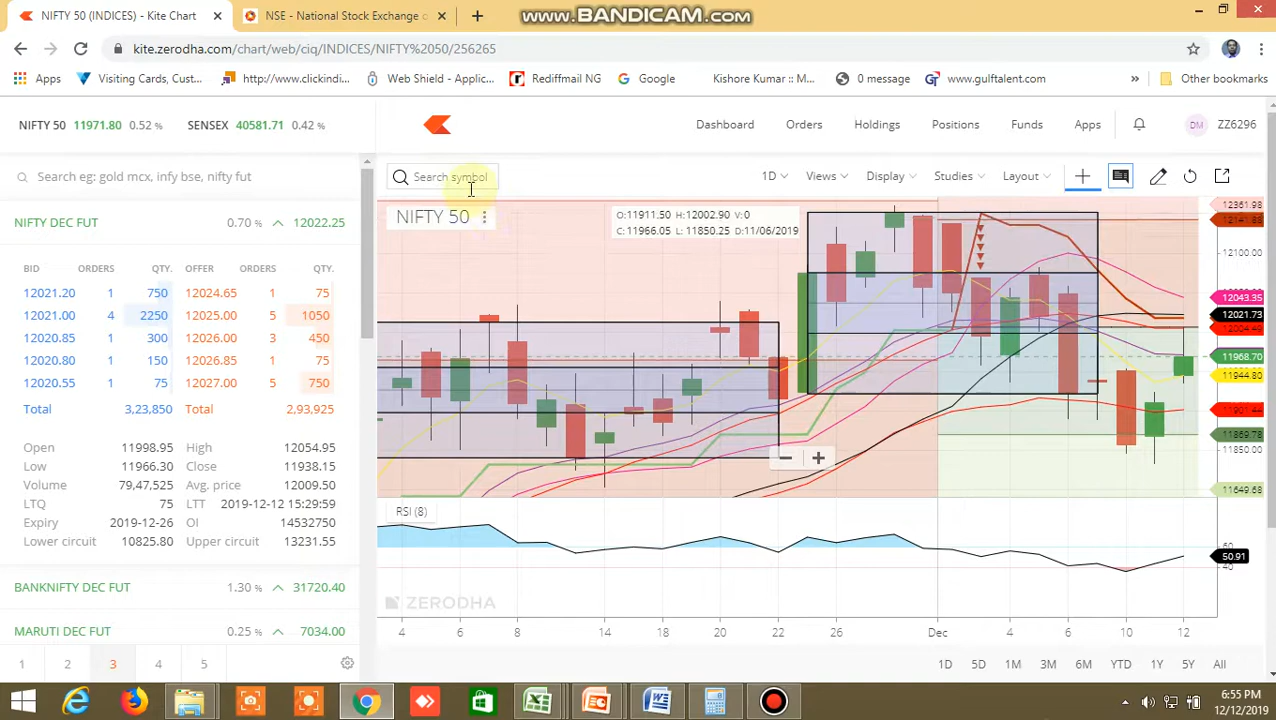 NIFTY 50 (INDICES) - Kite Chart
NSE - National Stock Exchange
www.BANDICAM.com
kite.zerodha.com/chart/web/ciq/INDICES/NIFTY%2050/256265
Apps
Visiting Cards, Cust...
http://www.clickindi...
Web Shield - Applic...
Rediffmail NG
Google
Kishore Kumar :: M...
0 message
www.gulftalent.com
»
Other bookmarks
NIFTY 50 11971.80 0.52 %
SENSEX 40581.71 0.42 %
Dashboard
Orders
Holdings
Positions
Funds
Apps
DM
ZZ6296
Search eg: gold mcx, infy bse, nifty fut
Search symbol
1D
Views
Display
Studies
Layout
NIFTY 50
O:11911.50 H:12002.90 V:0
C:11966.05 L:11850.25 D:11/06/2019
NIFTY DEC FUT 0.70 % 12022.25
BID ORDERS QTY. OFFER ORDERS QTY.
12021.20 1 750 12024.65 1 75
12021.00 4 2250 12025.00 5 1050
12020.85 1 300 12026.00 3 450
12020.80 1 150 12026.85 1 75
12020.55 1 75 12027.00 5 750
Total 3,23,850 Total 2,93,925
Open 11998.95 High 12054.95
Low 11966.30 Close 11938.15
Volume 79,47,525 Avg. price 12009.50
LTQ 75 LTT 2019-12-12 15:29:59
Expiry 2019-12-26 OI 14532750
Lower circuit 10825.80 Upper circuit 13231.55
BANKNIFTY DEC FUT 1.30 % 31720.40
MARUTI DEC FUT 0.25 % 7034.00
1 2 3 4 5
12361.98
12141.88
12100.00
12043.35
12021.73
12004.49
11968.70
11944.80
11901.44
11869.78
11850.00
11649.68
RSI (8)
50.91
40
ZERODHA
4 6 8 14 18 20 22 26 Dec 4 6 10 12
1D 5D 1M 3M 6M YTD 1Y 5Y All
6:55 PM
12/12/2019